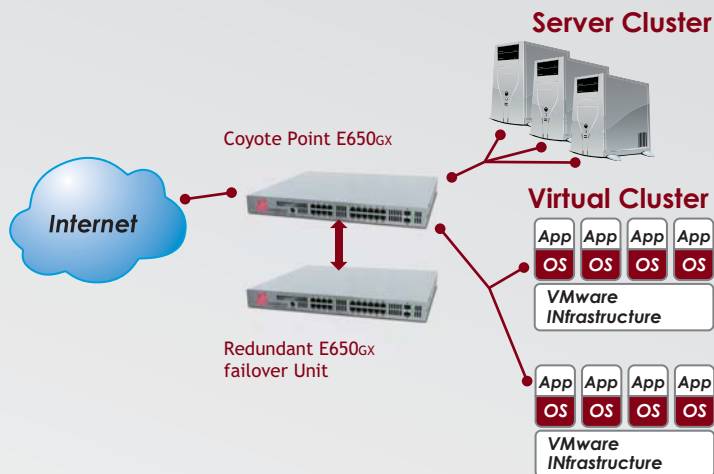 Server Cluster
Coyote Point E650GX
Internet
Virtual Cluster
App App App App
OS OS OS OS
VMware
INfrastructure
Redundant E650GX
failover Unit
App App App App
OS OS OS OS
VMware
INfrastructure